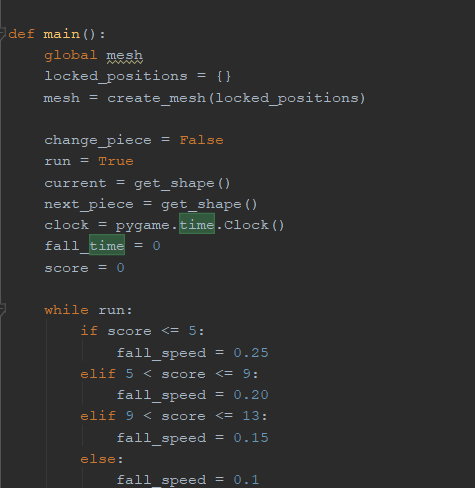 def main():
    global mesh
    locked_positions = {}
    mesh = create_mesh(locked_positions)

    change_piece = False
    run = True
    current = get_shape()
    next_piece = get_shape()
    clock = pygame.time.Clock()
    fall_time = 0
    score = 0

    while run:
        if score <= 5:
            fall_speed = 0.25
        elif 5 < score <= 9:
            fall_speed = 0.20
        elif 9 < score <= 13:
            fall_speed = 0.15
        else:
            fall_speed = 0.1